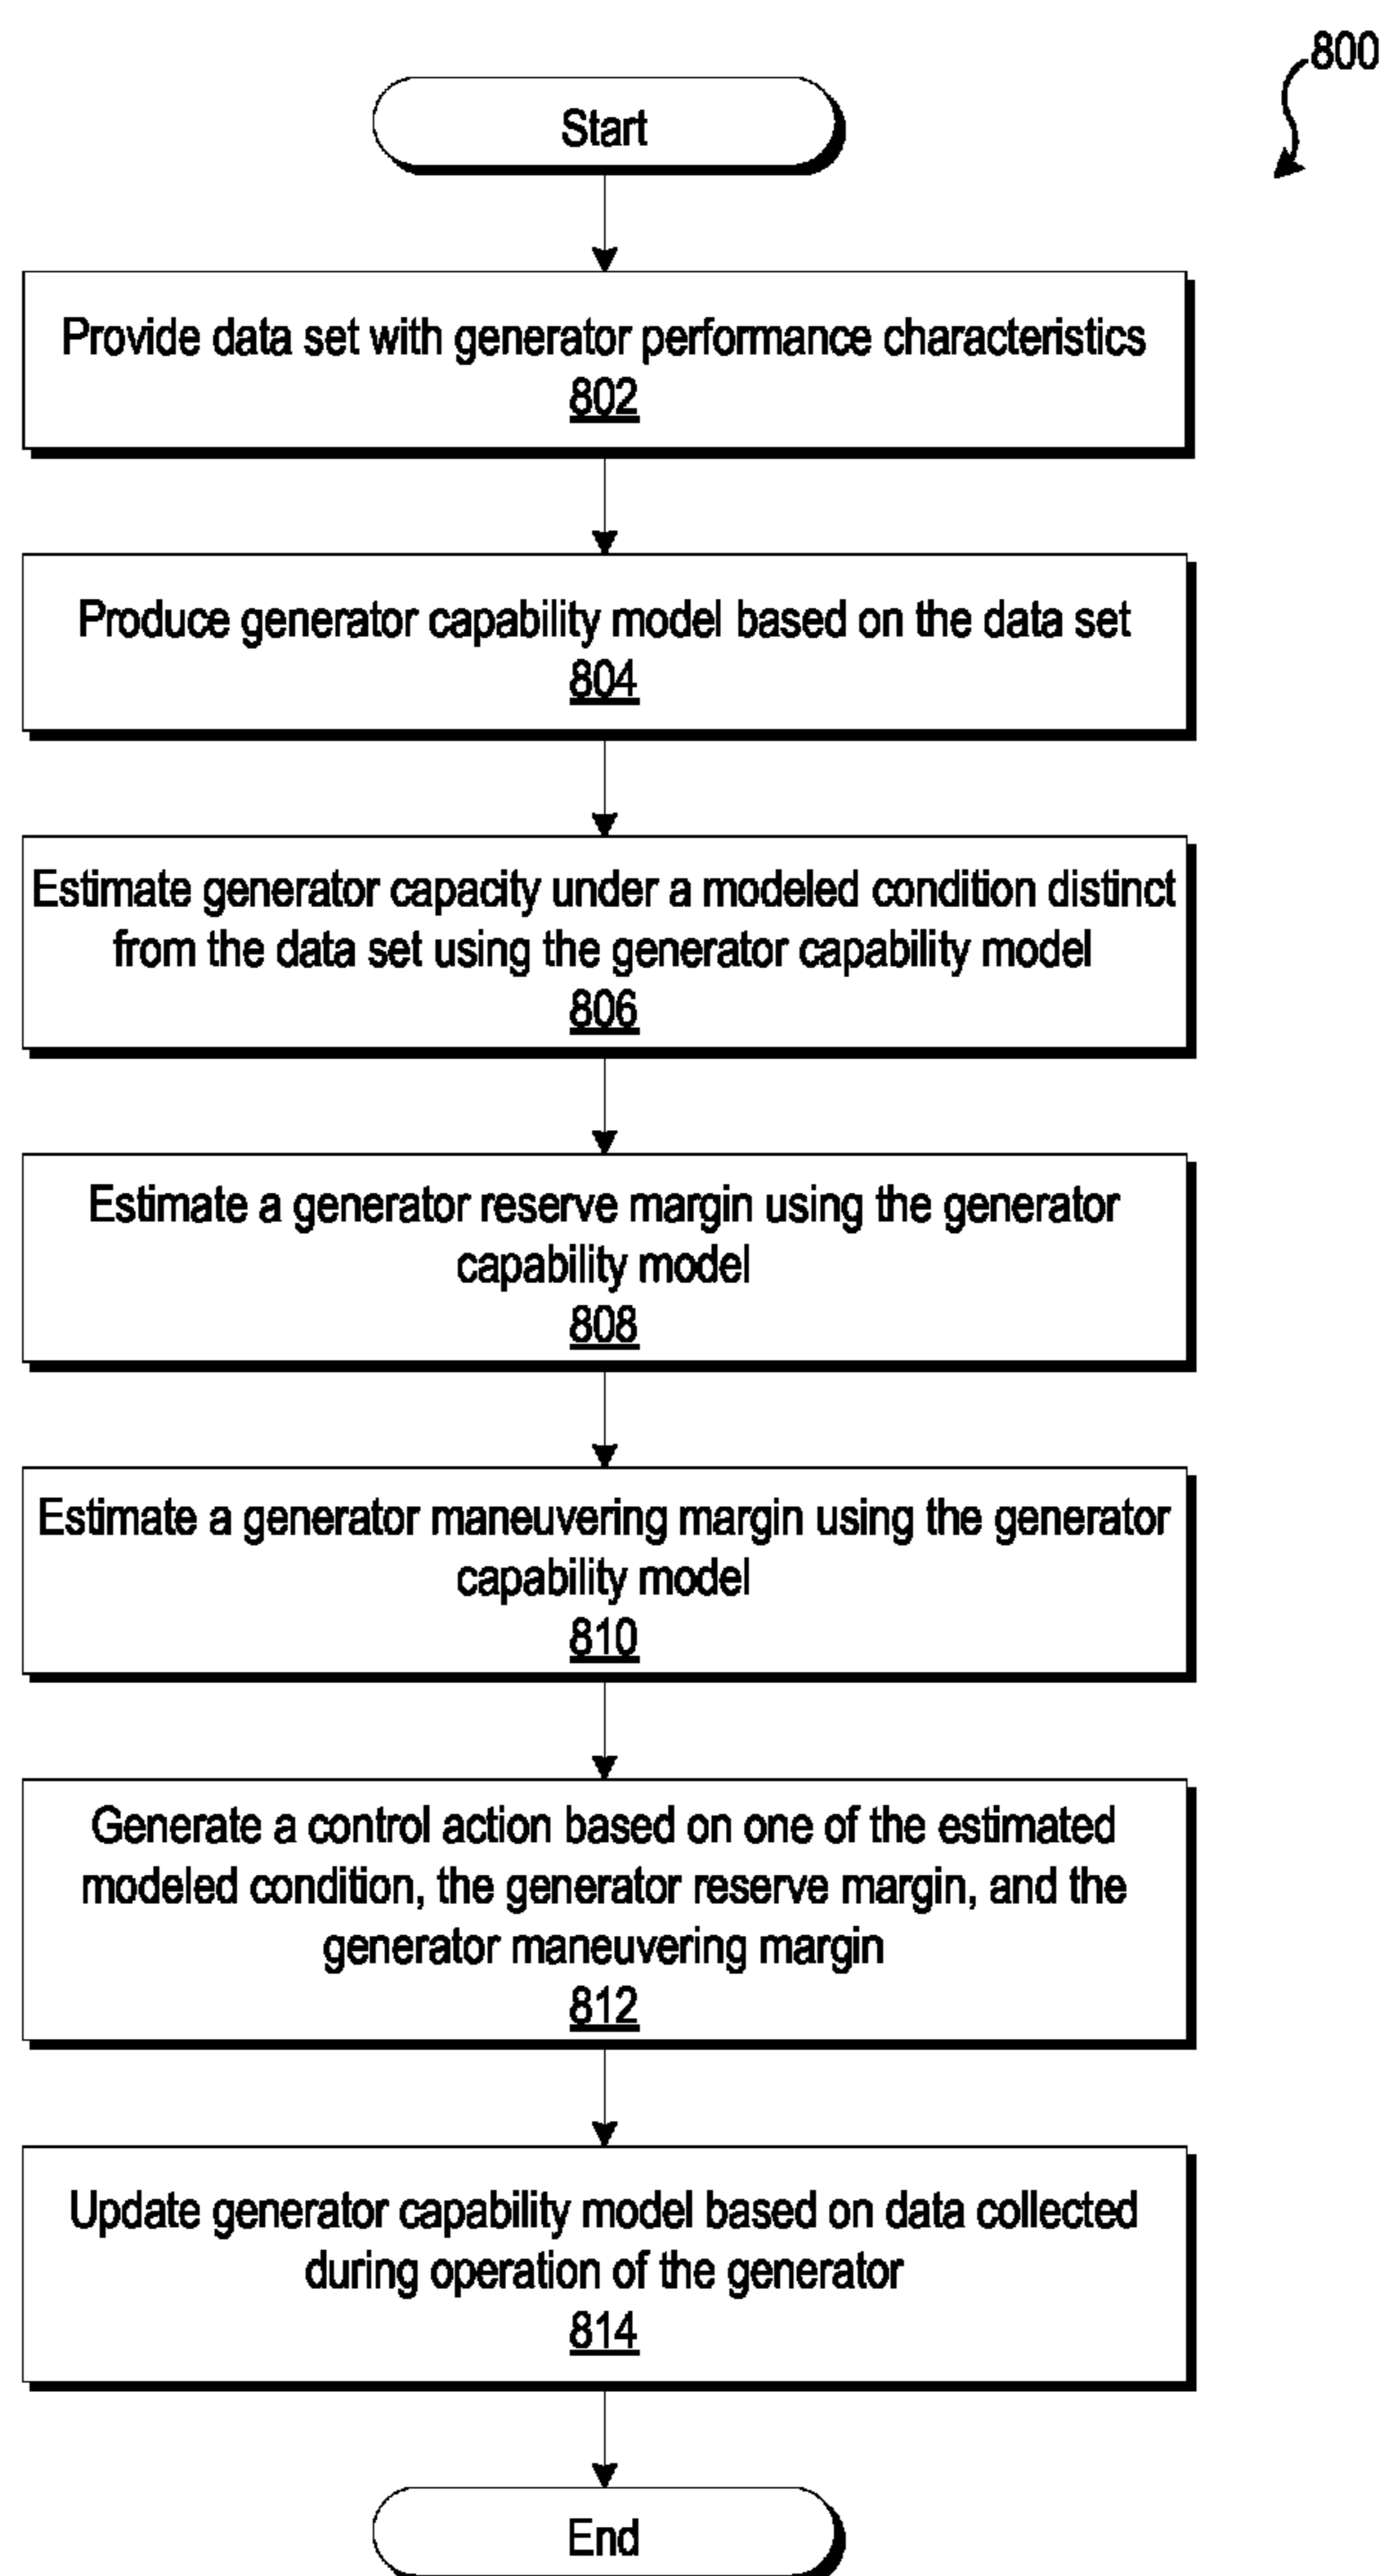 800
Start
Provide data set with generator performance characteristics
802
Produce generator capability model based on the data set
804
Estimate generator capacity under a modeled condition distinct
from the data set using the generator capability model
806
Estimate a generator reserve margin using the generator
capability model
808
Estimate a generator maneuvering margin using the generator
capability model
810
Generate a control action based on one of the estimated
modeled condition, the generator reserve margin, and the
generator maneuvering margin
812
Update generator capability model based on data collected
during operation of the generator
814
End